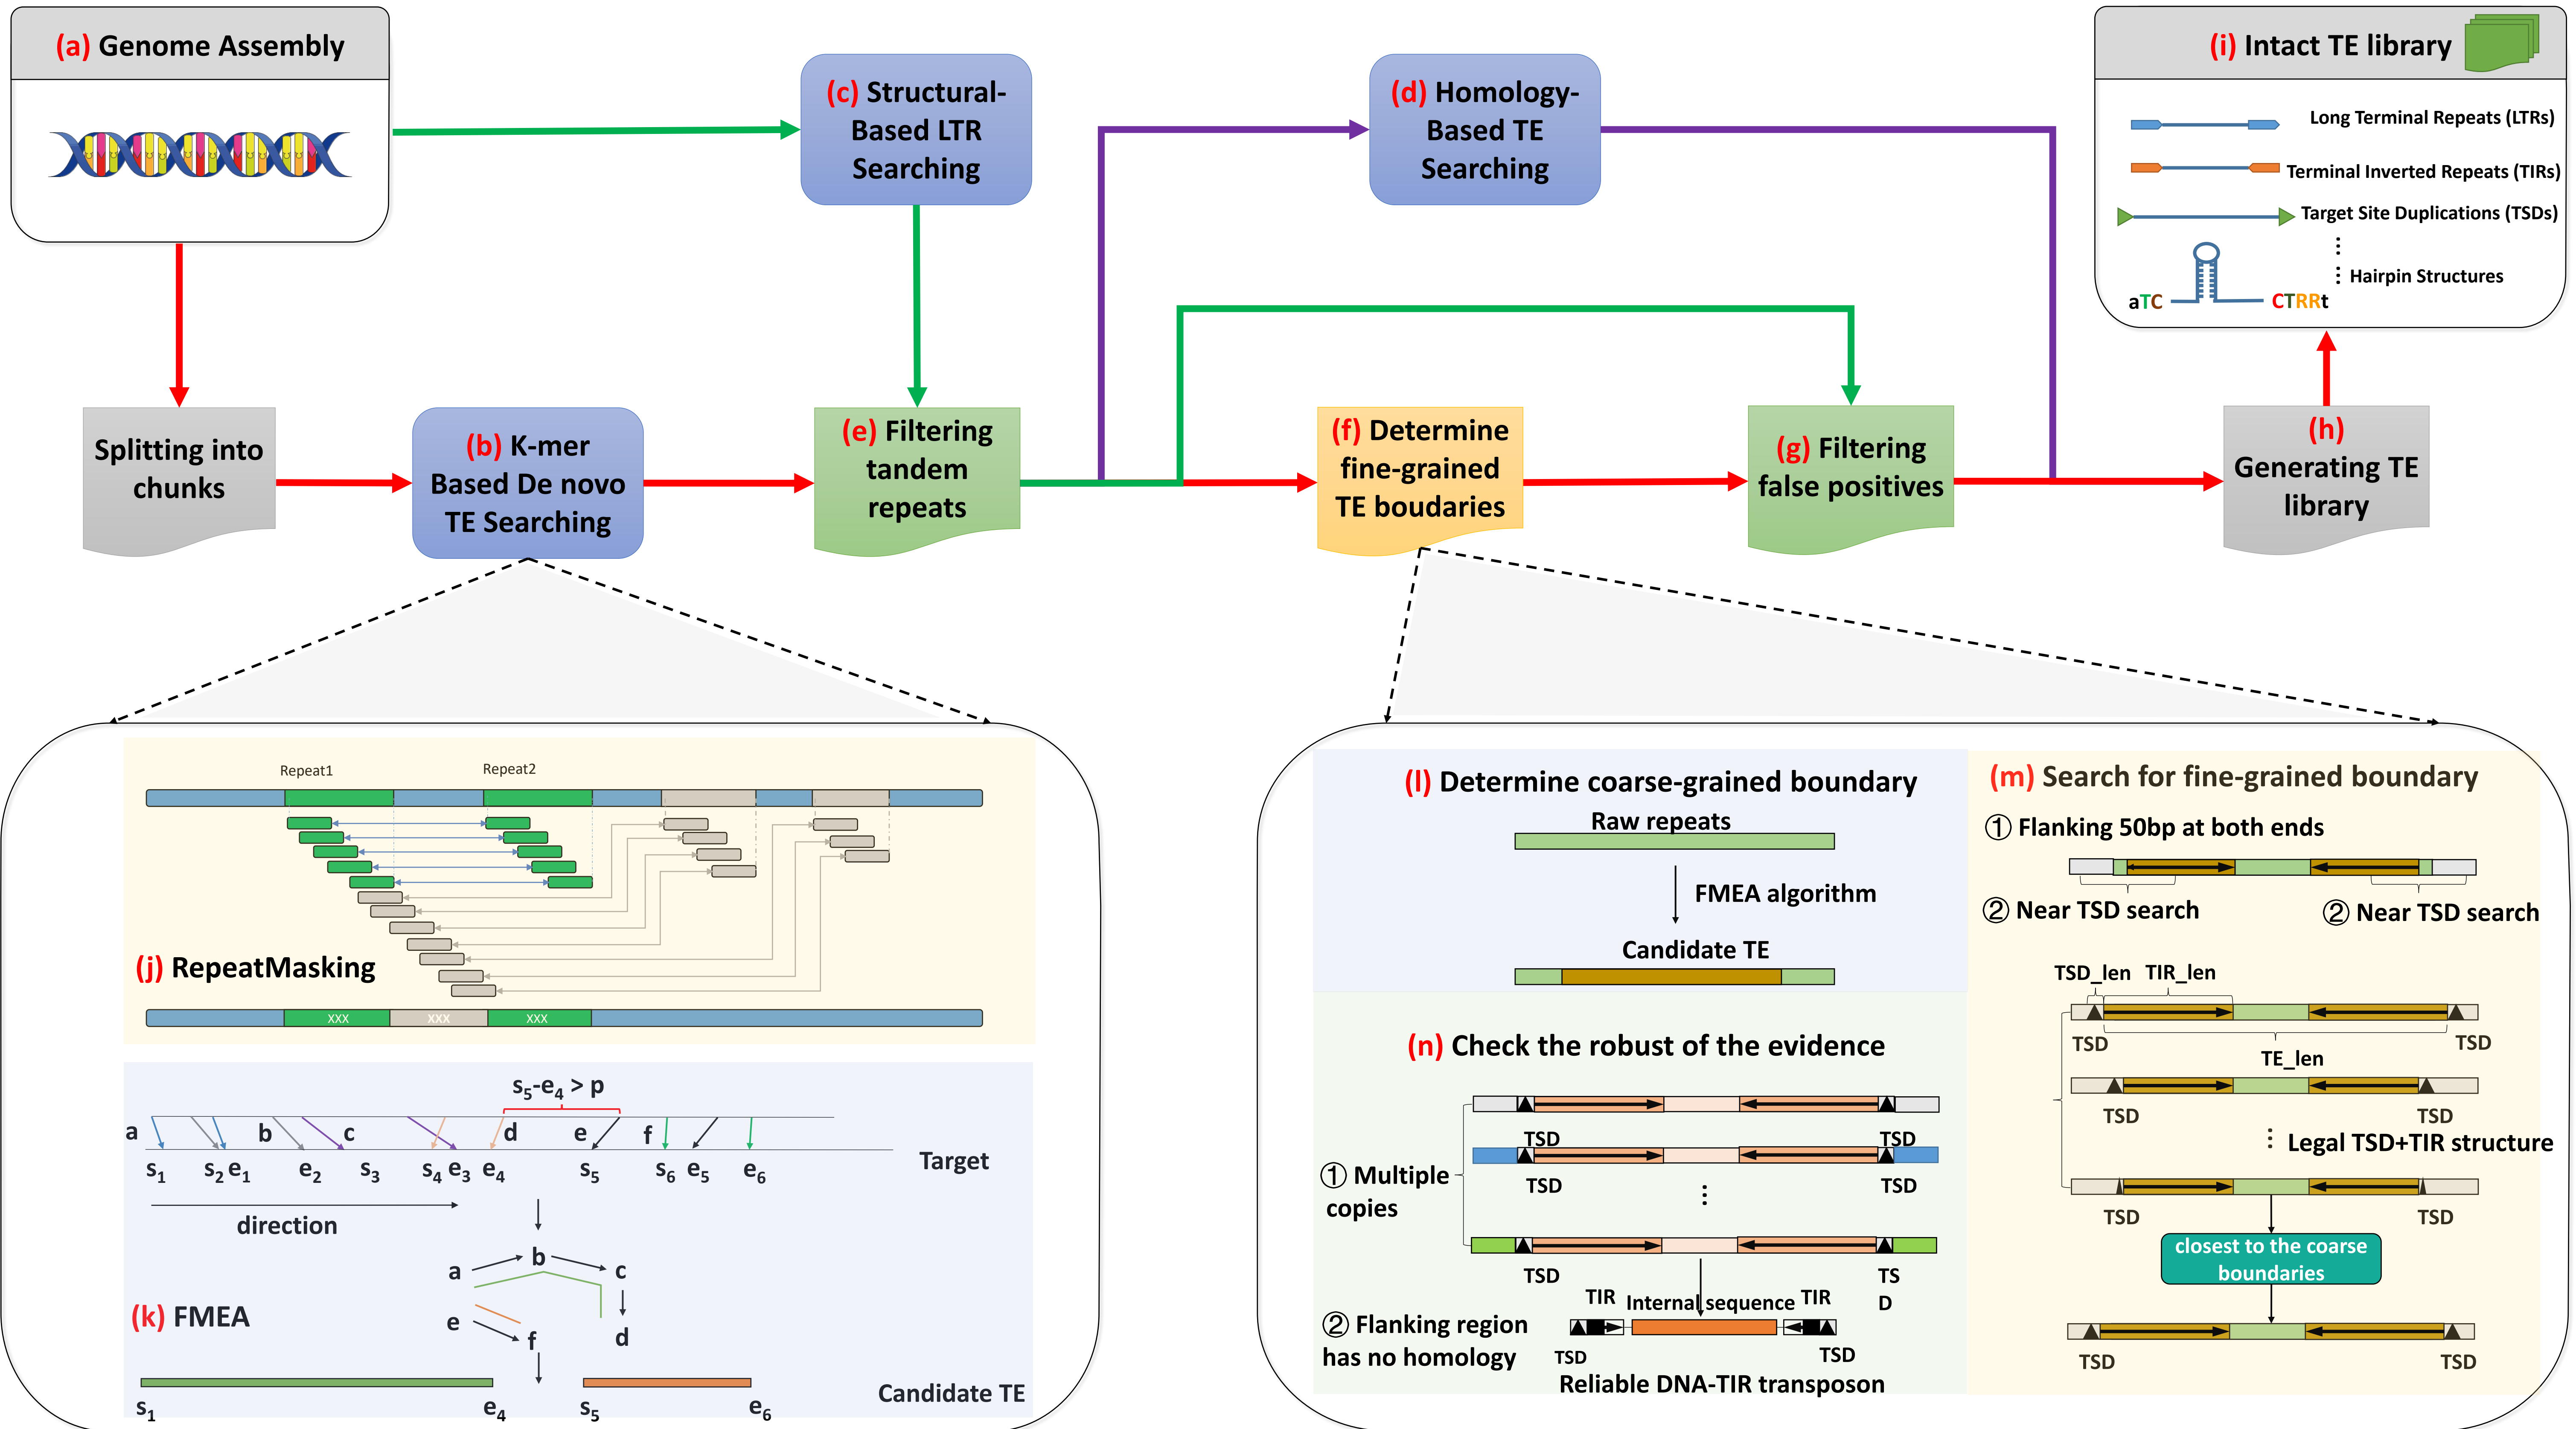 (a) Genome Assembly
(c) Structural-
Based LTR
Searching
(d) Homology-
Based TE
Searching
(i) Intact TE library
Long Terminal Repeats (LTRs)
Terminal Inverted Repeats (TIRs)
Target Site Duplications (TSDs)
Hairpin Structures
aTC
CTRRt
Splitting into
chunks
(b) K-mer
Based De novo
TE Searching
(e) Filtering
tandem
repeats
(f) Determine
fine-grained
TE boudaries
(g) Filtering
false positives
(h)
Generating TE
library
Repeat1
Repeat2
(j) RepeatMasking
XXX
XXX
XXX
s5-e4 > p
a
b
c
d
e
f
s1
s2
e1
e2
s3
s4
e3
e4
s5
s6
e5
e6
Target
direction
a
b
c
e
f
d
(k) FMEA
Candidate TE
s1
e4
s5
e6
(l) Determine coarse-grained boundary
Raw repeats
FMEA algorithm
Candidate TE
(n) Check the robust of the evidence
TSD
TSD
① Multiple
copies
TSD
TSD
TSD
TS
D
TIR
Internal sequence
TIR
② Flanking region
has no homology
TSD
TSD
Reliable DNA-TIR transposon
(m) Search for fine-grained boundary
① Flanking 50bp at both ends
② Near TSD search
② Near TSD search
TSD_len
TIR_len
TSD
TSD
TE_len
TSD
TSD
Legal TSD+TIR structure
TSD
TSD
closest to the coarse
boundaries
TSD
TSD